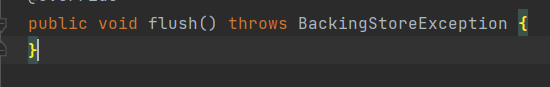 public void flush() throws BackingStoreException {
}